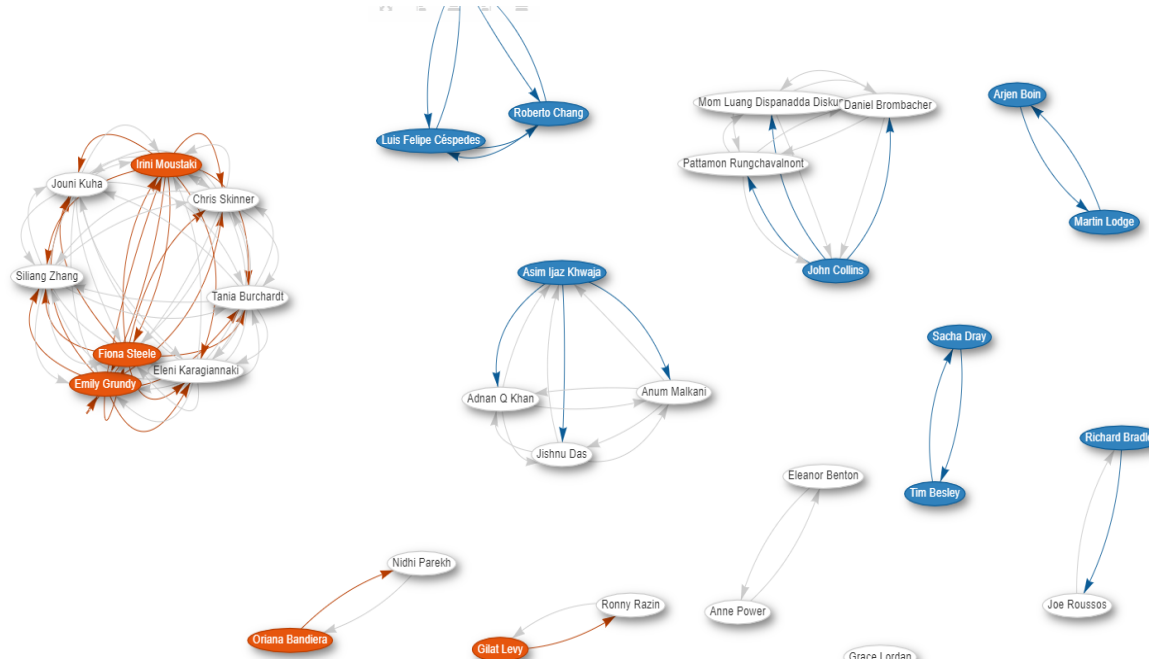 Arjen Boin
Mom Luang Dispanadda Disku
Daniel Brombacher
Roberto Chang
Luis Felipe Céspedes
Irini Moustaki
Pattamon Rungchavalnont
Jouni Kuha
Chris Skinner
Martin Lodge
John Collins
Asim Ijaz Khwaja
Siliang Zhang
Tania Burchardt
Sacha Dray
Fiona Steele
Eleni Karagiannaki
Emily Grundy
Adnan Q Khan
Anum Malkani
Richard Bradle
Jishnu Das
Eleanor Benton
Tim Besley
Nidhi Parekh
Ronny Razin
Anne Power
Joe Roussos
Oriana Bandiera
Gilat Levy
Grace Lordan